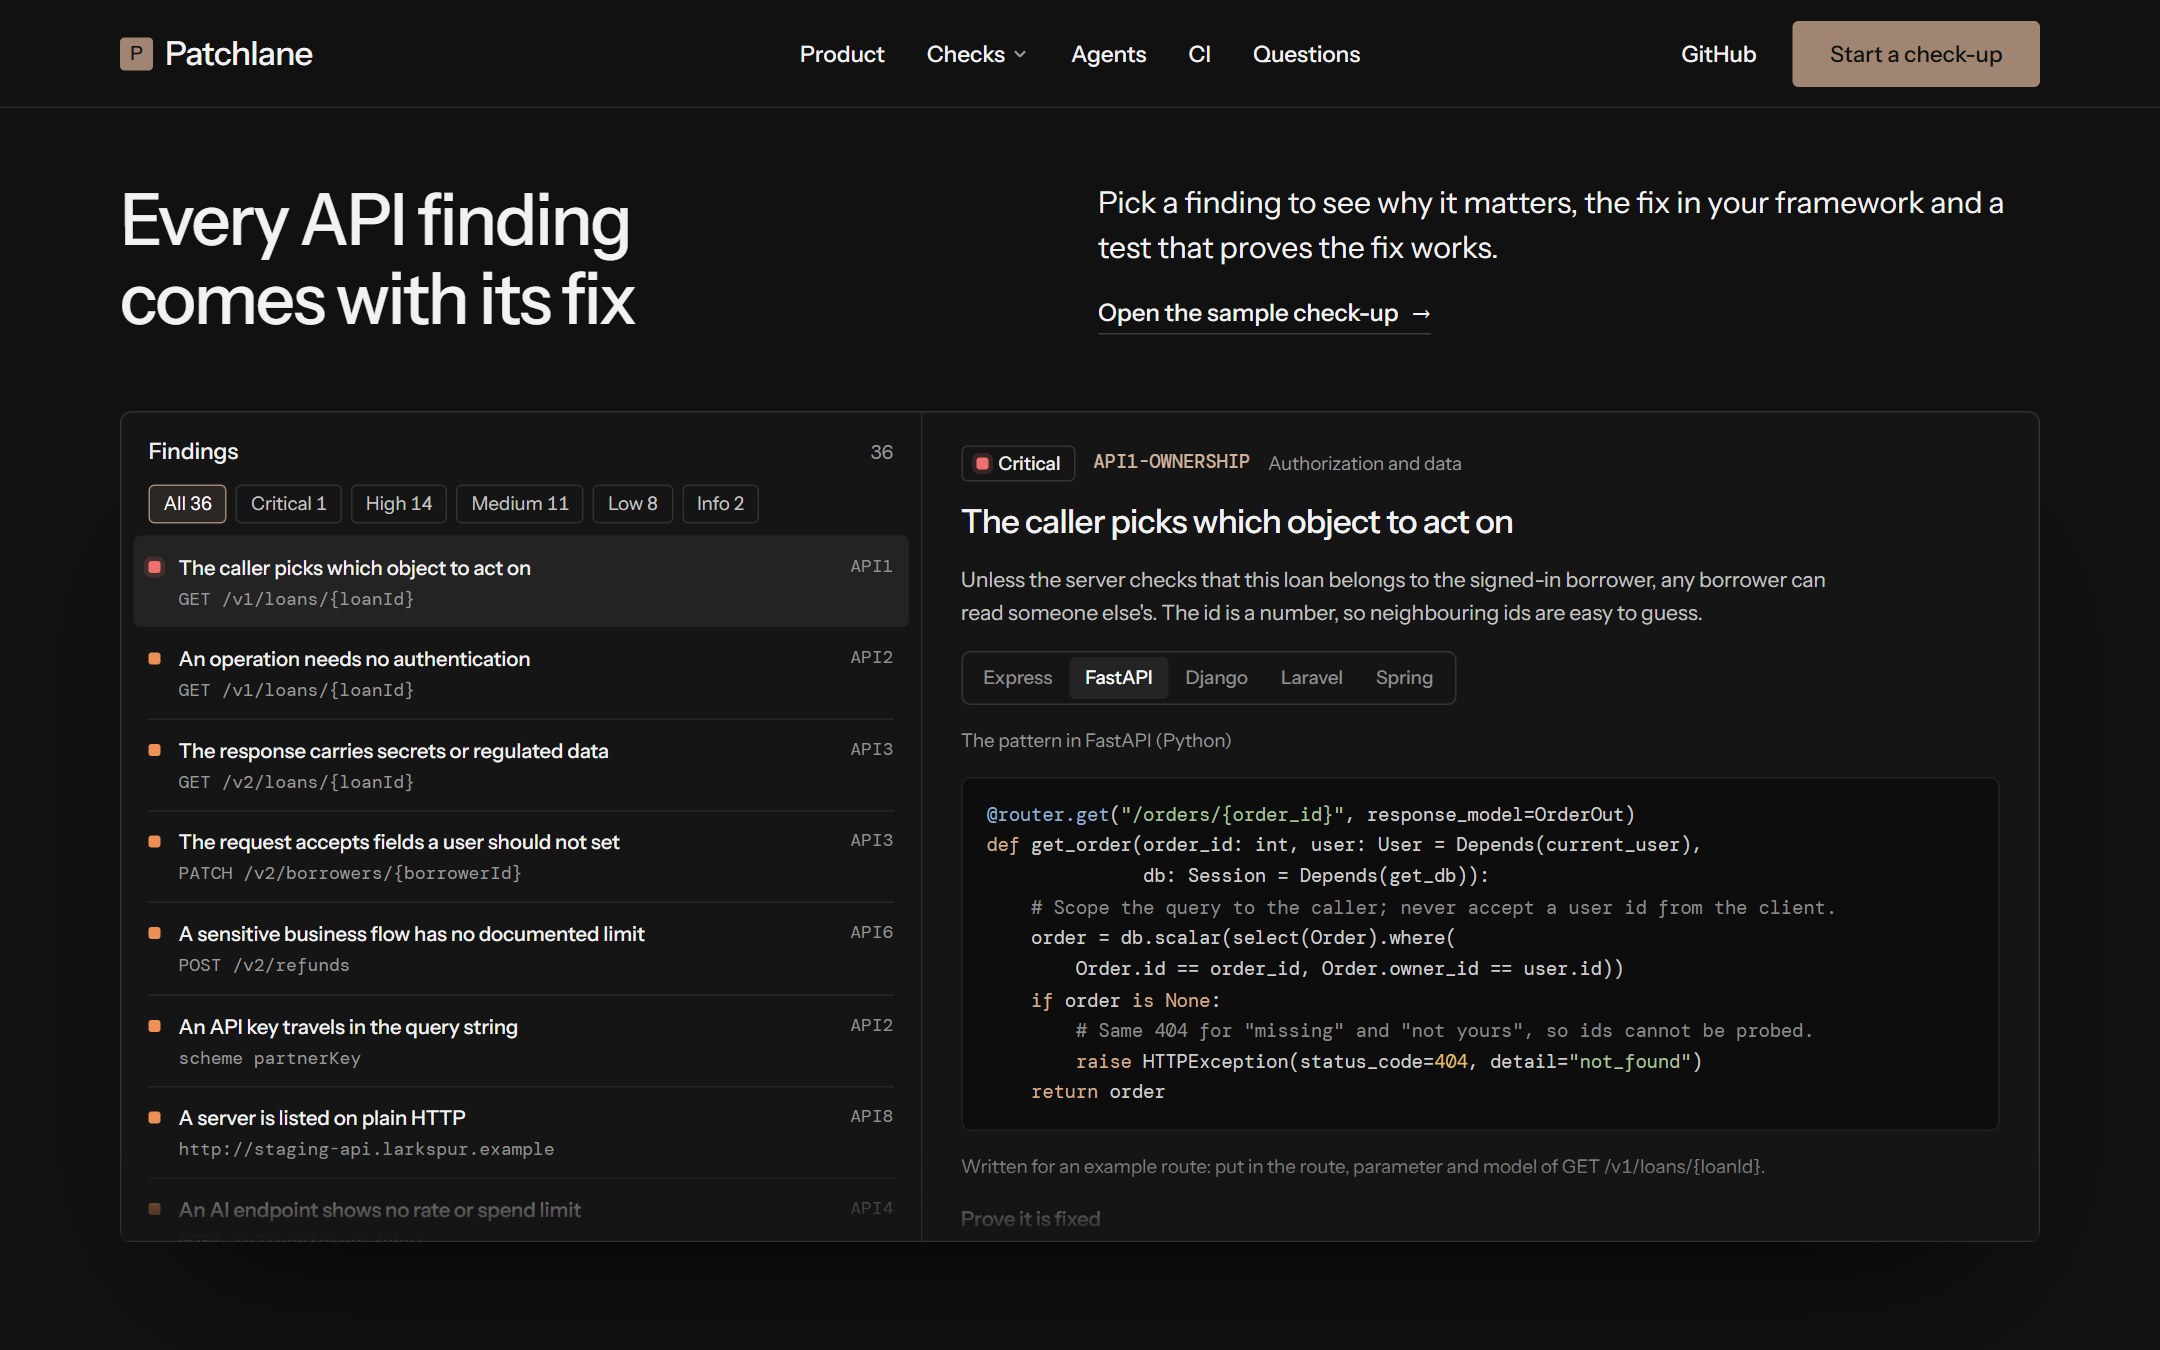 P Patchlane
Product Checks Agents CI Questions
GitHub Start a check-up
Every API finding
comes with its fix
Pick a finding to see why it matters, the fix in your framework and a
test that proves the fix works.
Open the sample check-up →
Findings 36
All 36 Critical 1 High 14 Medium 11 Low 8 Info 2
The caller picks which object to act on API1
GET /v1/loans/{loanId}
An operation needs no authentication API2
GET /v1/loans/{loanId}
The response carries secrets or regulated data API3
GET /v2/loans/{loanId}
The request accepts fields a user should not set API3
PATCH /v2/borrowers/{borrowerId}
A sensitive business flow has no documented limit API6
POST /v2/refunds
An API key travels in the query string API2
scheme partnerKey
A server is listed on plain HTTP API8
http://staging-api.larkspur.example
An AI endpoint shows no rate or spend limit API4
Critical API1-OWNERSHIP Authorization and data
The caller picks which object to act on
Unless the server checks that this loan belongs to the signed-in borrower, any borrower can
read someone else's. The id is a number, so neighbouring ids are easy to guess.
Express FastAPI Django Laravel Spring
The pattern in FastAPI (Python)
@router.get("/orders/{order_id}", response_model=OrderOut)
def get_order(order_id: int, user: User = Depends(current_user),
db: Session = Depends(get_db)):
# Scope the query to the caller; never accept a user id from the client.
order = db.scalar(select(Order).where(
Order.id == order_id, Order.owner_id == user.id))
if order is None:
# Same 404 for "missing" and "not yours", so ids cannot be probed.
raise HTTPException(status_code=404, detail="not_found")
return order
Written for an example route: put in the route, parameter and model of GET /v1/loans/{loanId}.
Prove it is fixed